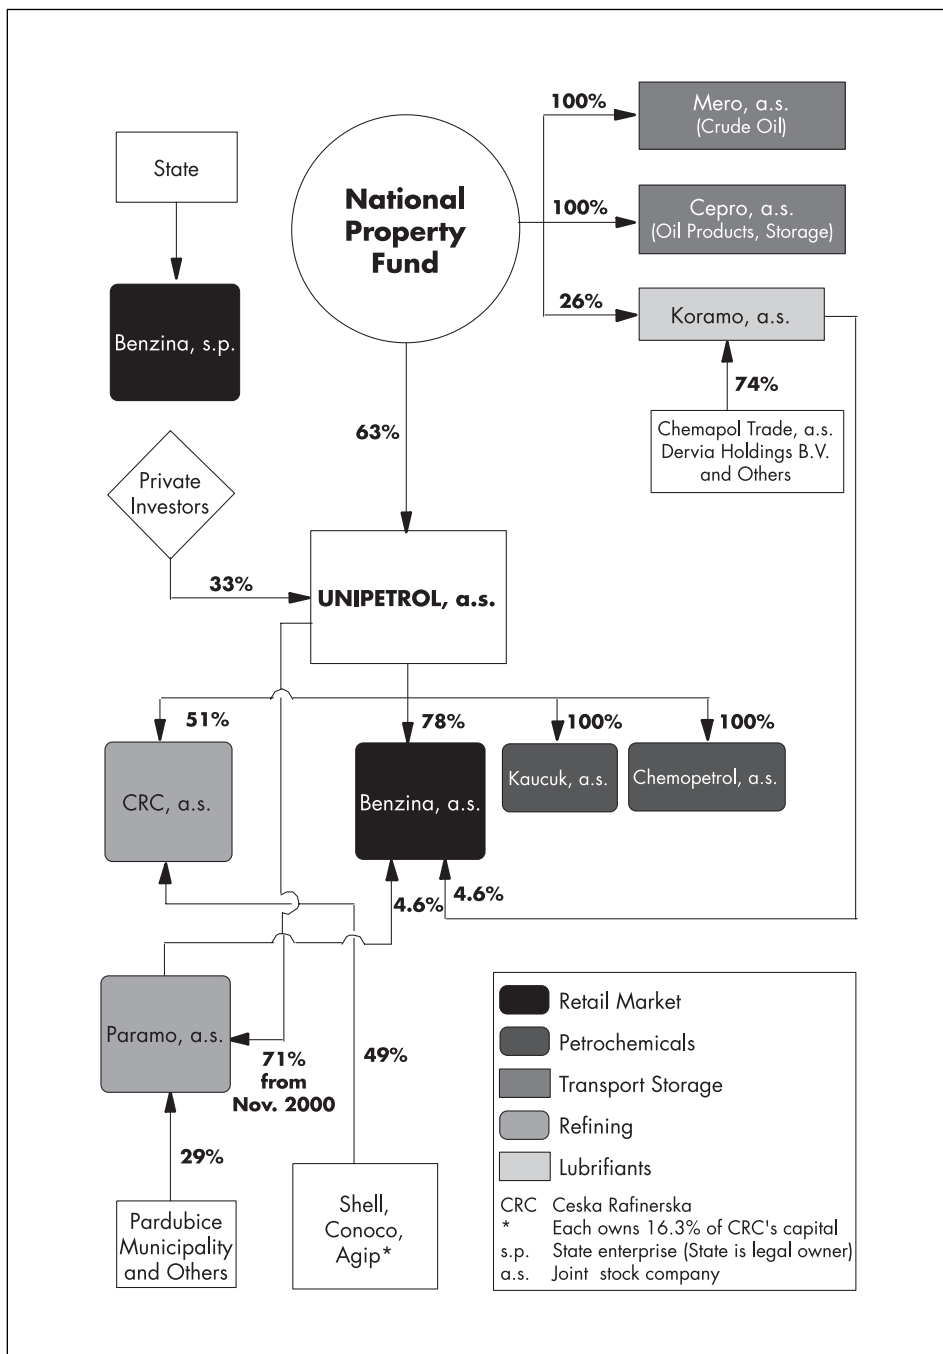 100%
Mero, a.s.
(Crude Oil)
State
National
Property
Fund
100%
Cepro, a.s.
(Oil Products, Storage)
Benzina, s.p.
26%
Koramo, a.s.
74%
Chemapol Trade, a.s.
Dervia Holdings B.V.
and Others
63%
Private
Investors
33%
UNIPETROL, a.s.
51%
78%
100%
100%
CRC, a.s.
Benzina, a.s.
Kaucuk, a.s.
Chemopetrol, a.s.
4.6%
4.6%
Paramo, a.s.
71%
from
Nov. 2000
49%
29%
Pardubice
Municipality
and Others
Shell,
Conoco,
Agip*
Retail Market
Petrochemicals
Transport Storage
Refining
Lubrifiants
CRC Ceska Rafinerska
* Each owns 16.3% of CRC's capital
s.p. State enterprise (State is legal owner)
a.s. Joint stock company